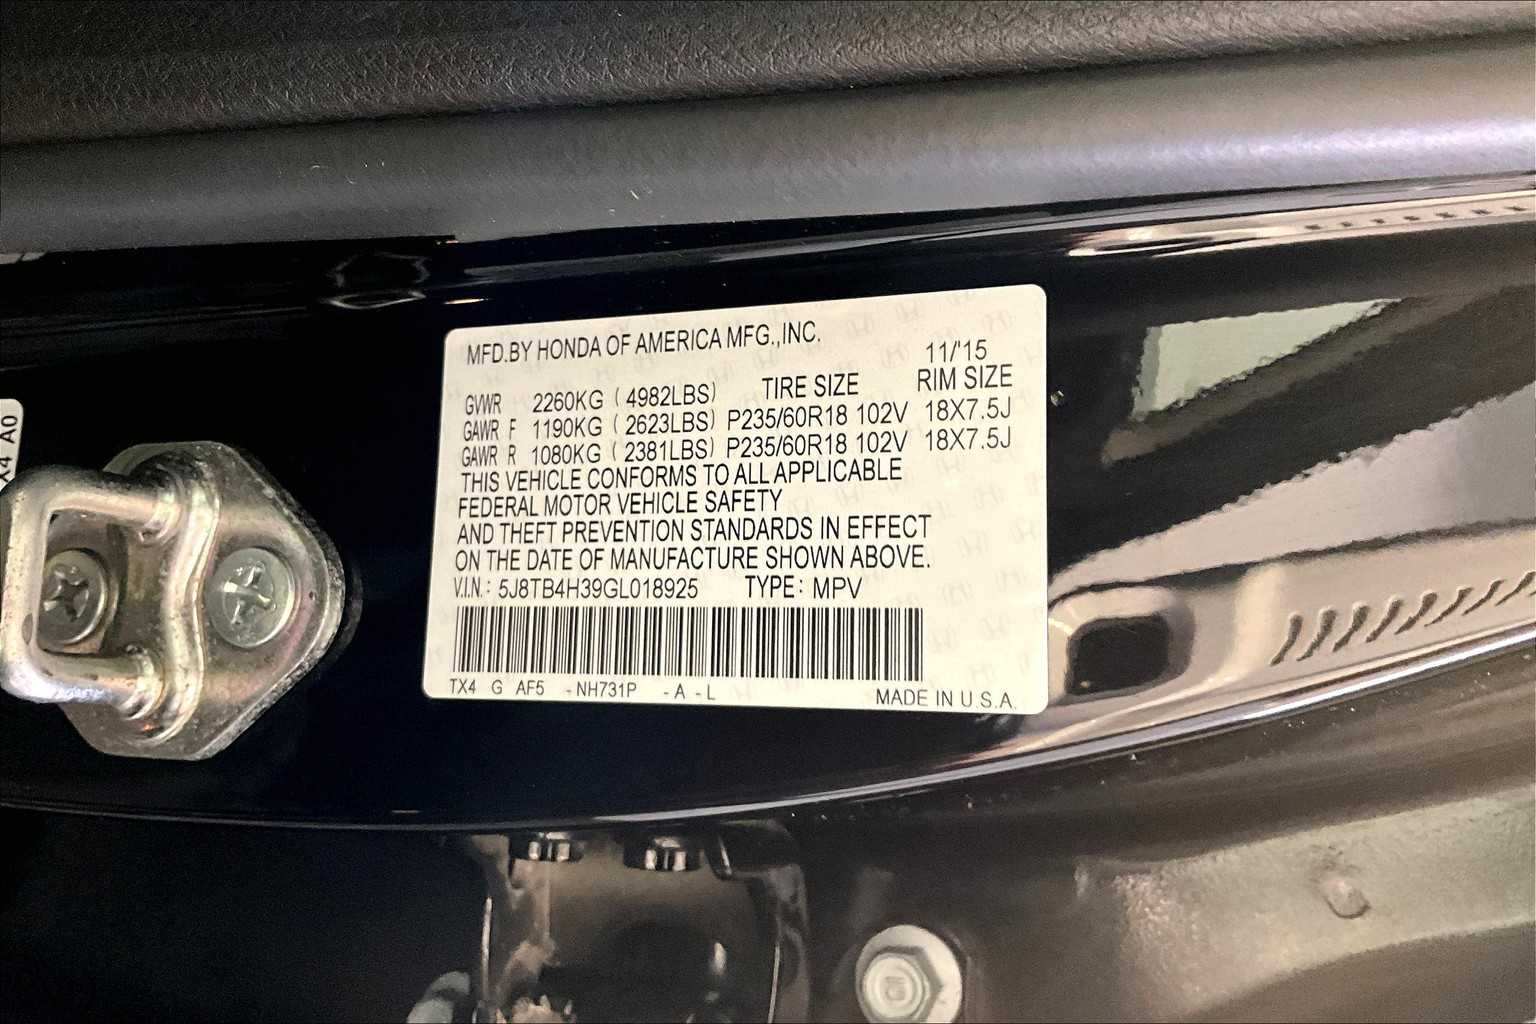 MFD.BY HONDA OF AMERICA MFG.,INC.
11/'15
TIRE SIZE RIM SIZE
GVWR 2260KG ( 4982LBS)
GAWR F 1190KG ( 2623LBS) P235/60R18 102V 18X7.5J
GAWR R 1080KG ( 2381LBS) P235/60R18 102V 18X7.5J
THIS VEHICLE CONFORMS TO ALL APPLICABLE
FEDERAL MOTOR VEHICLE SAFETY
AND THEFT PREVENTION STANDARDS IN EFFECT
ON THE DATE OF MANUFACTURE SHOWN ABOVE.
V.I.N.: 5J8TB4H39GL018925 TYPE: MPV
TX4 G AF5 -NH731P -A -L
MADE IN U.S.A.
X4 A0